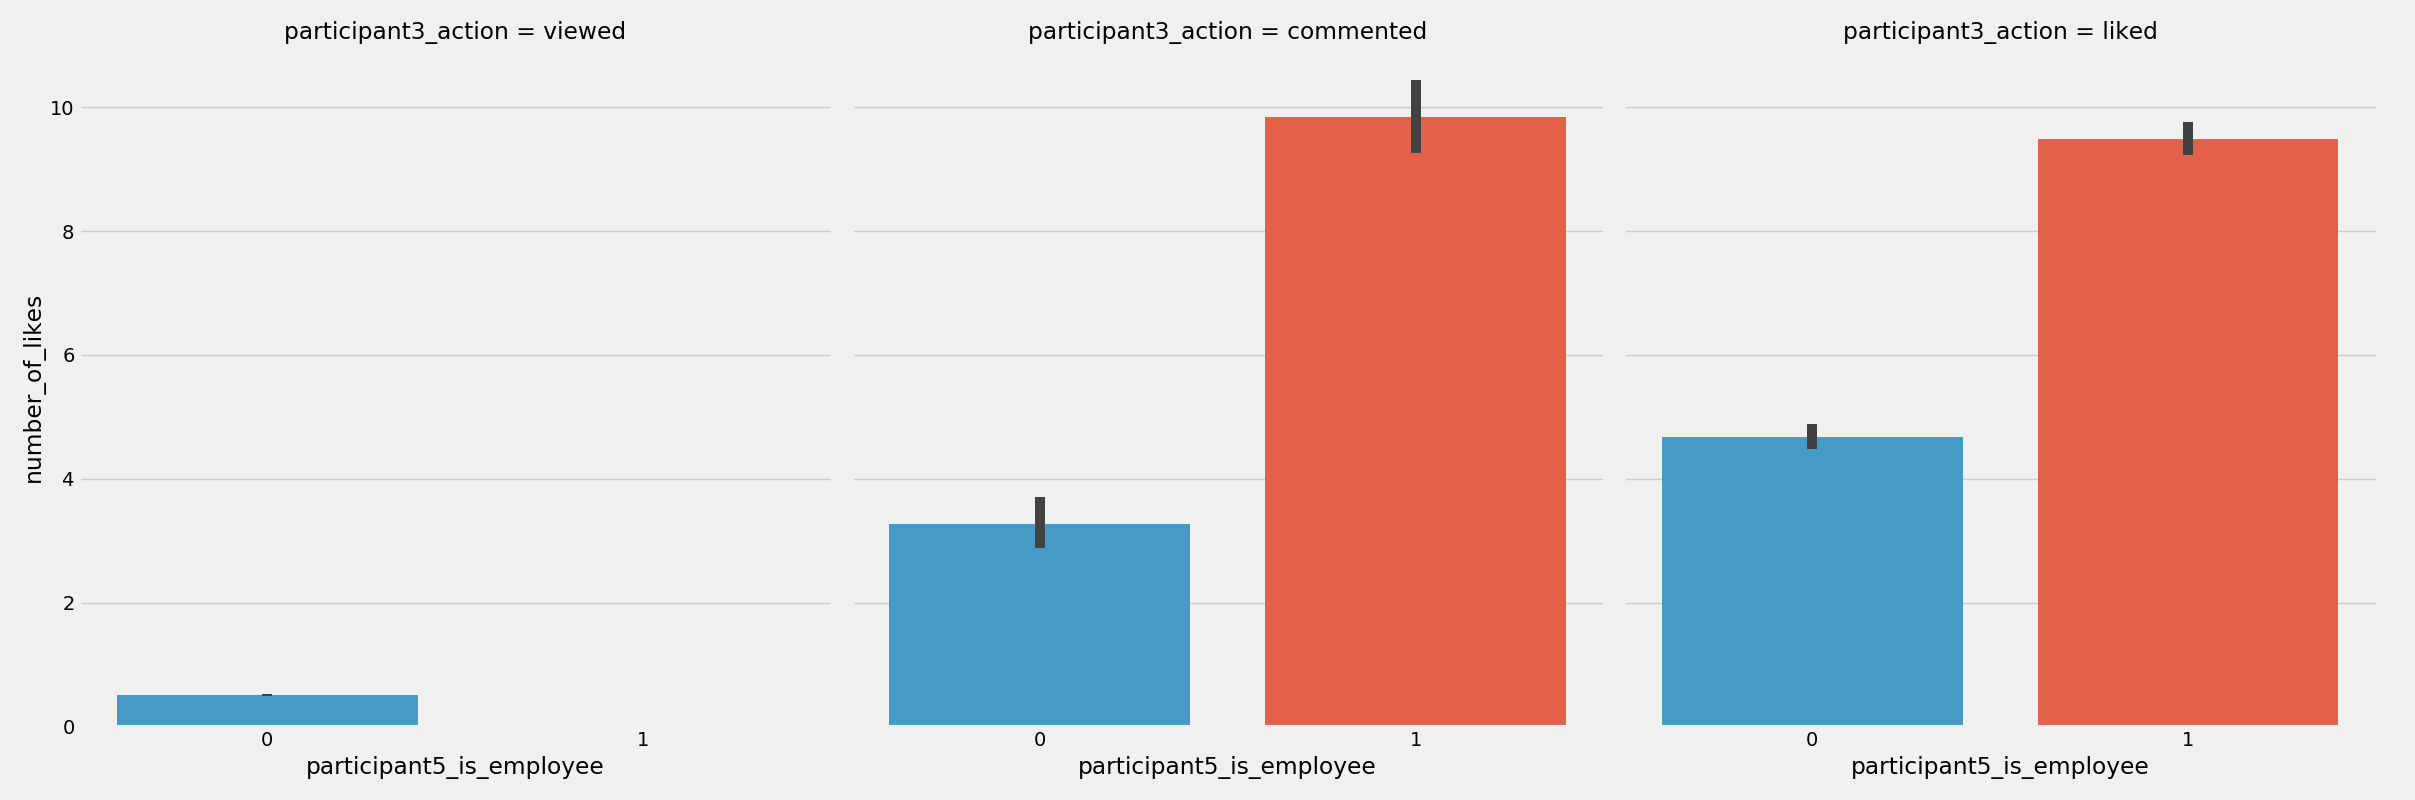 participant3_action = viewed
participant3_action = commented
participant3_action = liked
number_of_likes
10
8
6
4
2
0
0 1
0 1
0 1
participant5_is_employee
participant5_is_employee
participant5_is_employee